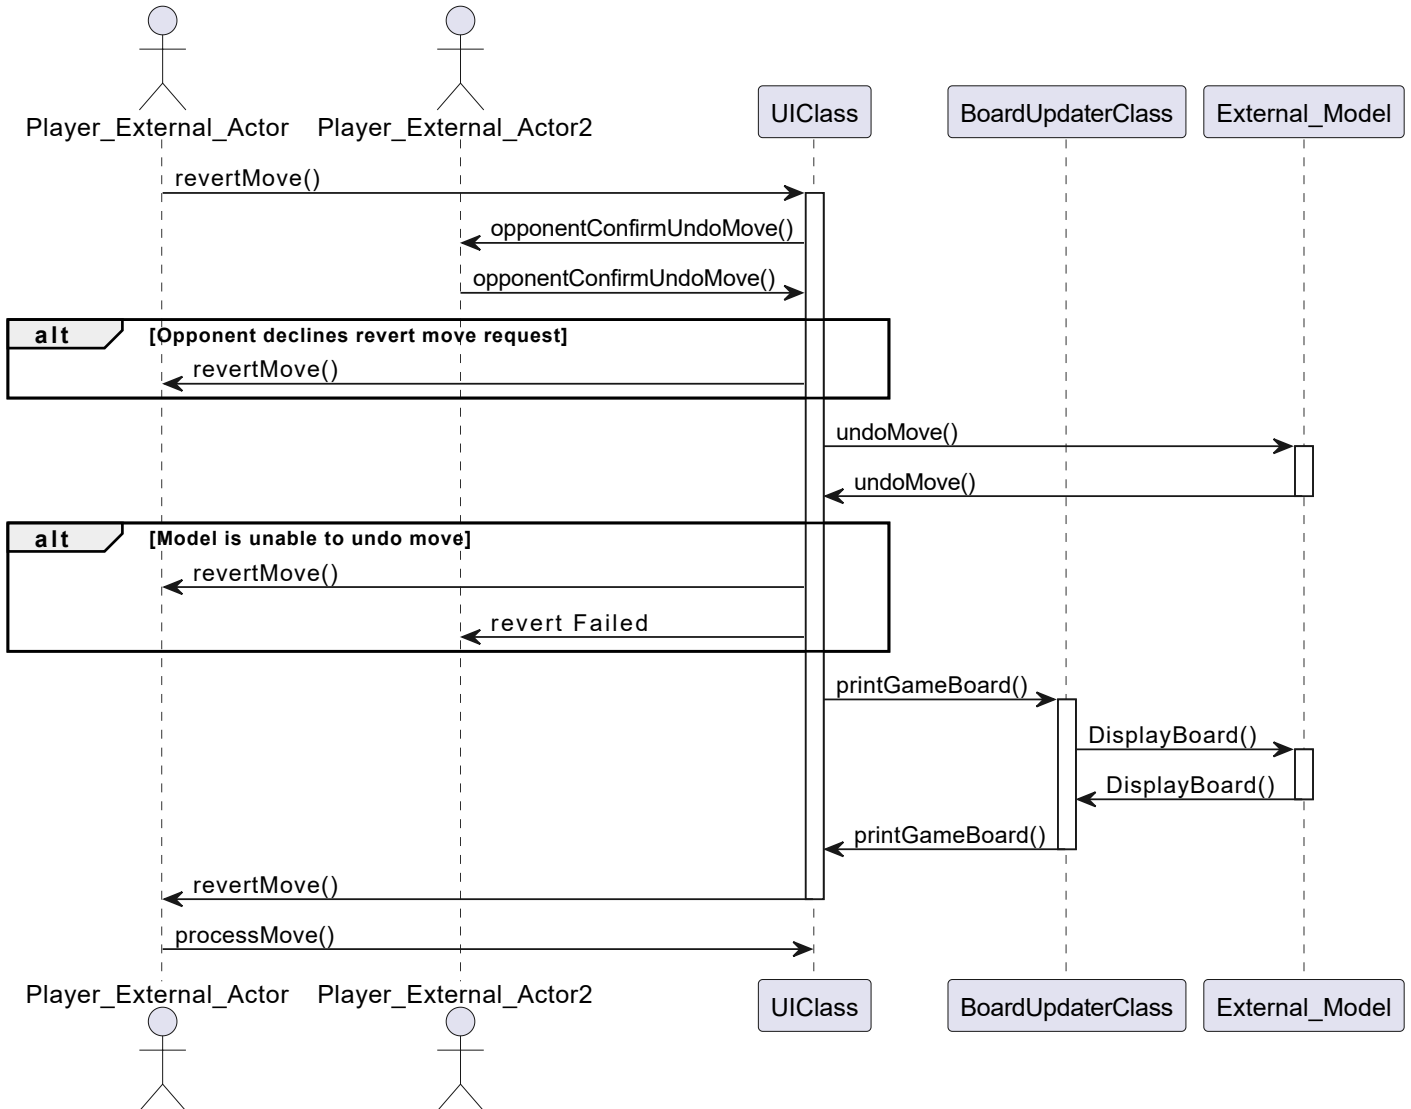 Player_External_Actor
Player_External_Actor2
UIClass
BoardUpdaterClass
External_Model
revertMove()
opponentConfirmUndoMove()
opponentConfirmUndoMove()
alt
[Opponent declines revert move request]
revertMove()
undoMove()
undoMove()
alt
[Model is unable to undo move]
revertMove()
revert Failed
printGameBoard()
DisplayBoard()
DisplayBoard()
printGameBoard()
revertMove()
processMove()
Player_External_Actor
Player_External_Actor2
UIClass
BoardUpdaterClass
External_Model